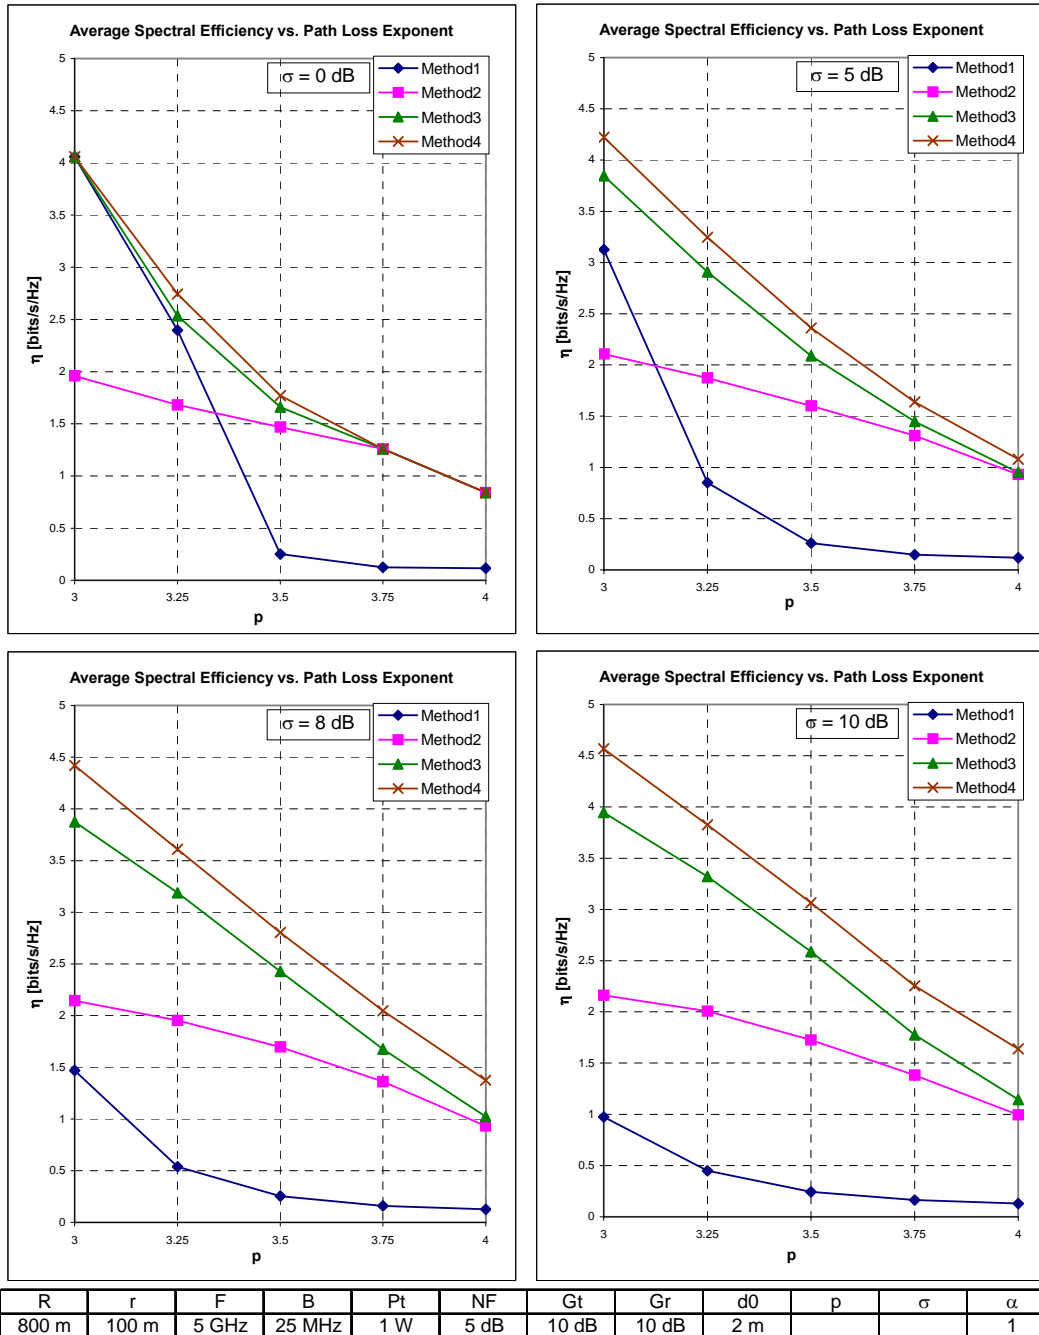 Average Spectral Efficiency vs. Path Loss Exponent
σ = 0 dB
Method1
Method2
Method3
Method4
5
4.5
4
3.5
3
2.5
2
1.5
1
0.5
0
η [bits/s/Hz]
3 3.25 3.5 3.75 4
p
Average Spectral Efficiency vs. Path Loss Exponent
σ = 5 dB
Method1
Method2
Method3
Method4
5
4.5
4
3.5
3
2.5
2
1.5
1
0.5
0
η [bits/s/Hz]
3 3.25 3.5 3.75 4
p
Average Spectral Efficiency vs. Path Loss Exponent
σ = 8 dB
Method1
Method2
Method3
Method4
5
4.5
4
3.5
3
2.5
2
1.5
1
0.5
0
η [bits/s/Hz]
3 3.25 3.5 3.75 4
p
Average Spectral Efficiency vs. Path Loss Exponent
σ = 10 dB
Method1
Method2
Method3
Method4
5
4.5
4
3.5
3
2.5
2
1.5
1
0.5
0
η [bits/s/Hz]
3 3.25 3.5 3.75 4
p
R r F B Pt NF Gt Gr d0 p σ α
800 m 100 m 5 GHz 25 MHz 1 W 5 dB 10 dB 10 dB 2 m 1